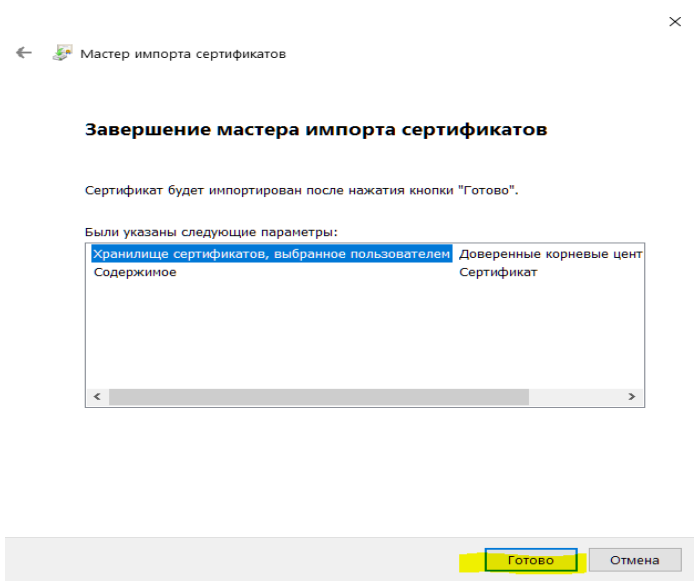 Мастер импорта сертификатов
Завершение мастера импорта сертификатов
Сертификат будет импортирован после нажатия кнопки "Готово".
Были указаны следующие параметры:
Хранилище сертификатов, выбранное пользователем Доверенные корневые цент
Содержимое Сертификат
Готово Отмена